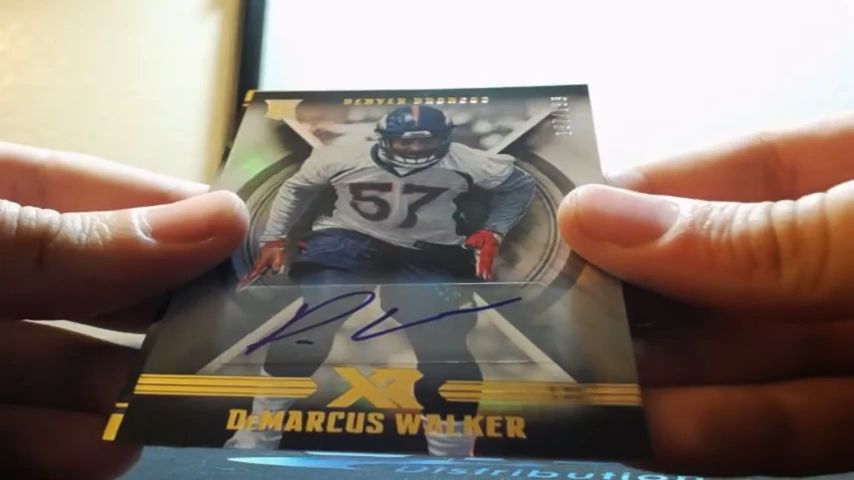 DENVER BRONCOS
57
XR
DeMARCUS WALKER
Distribution